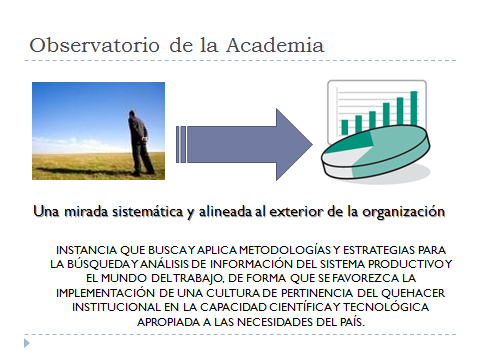 Observatorio de la Academia
Una mirada sistemática y alineada al exterior de la organización
INSTANCIA QUE BUSCA Y APLICA METODOLOGÍAS Y ESTRATEGIAS PARA
LA BÚSQUEDA Y ANÁLISIS DE INFORMACIÓN DEL SISTEMA PRODUCTIVO Y
EL MUNDO DEL TRABAJO, DE FORMA QUE SE FAVOREZCA LA
IMPLEMENTACIÓN DE UNA CULTURA DE PERTINENCIA DEL QUEHACER
INSTITUCIONAL EN LA CAPACIDAD CIENTÍFICA Y TECNOLÓGICA
APROPIADA A LAS NECESIDADES DEL PAÍS.